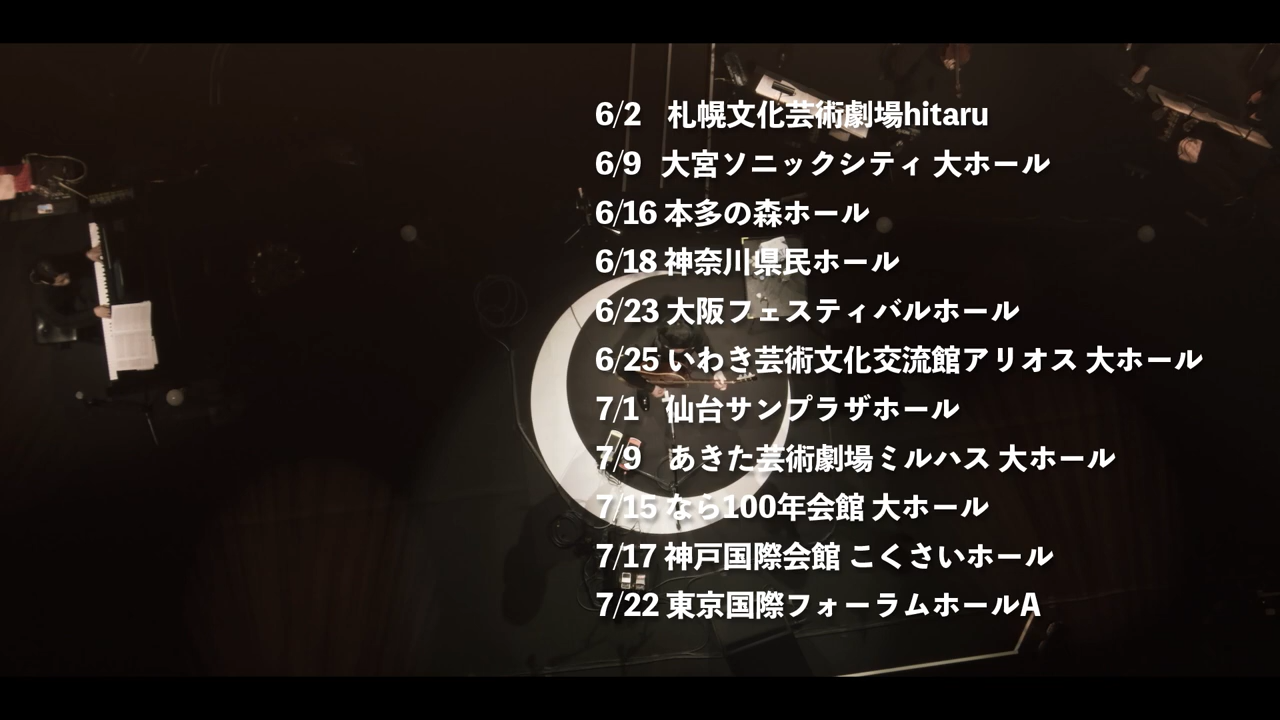 6/2 札幌文化芸術劇場hitaru
6/9 大宮ソニックシティ 大ホール
6/16 本多の森ホール
6/18 神奈川県民ホール
6/23 大阪フェスティバルホール
6/25 いわき芸術文化交流館アリオス 大ホール
7/1 仙台サンプラザホール
7/9 あきた芸術劇場ミルハス 大ホール
7/15 なら100年会館 大ホール
7/17 神戸国際会館 こくさいホール
7/22 東京国際フォーラムホールA